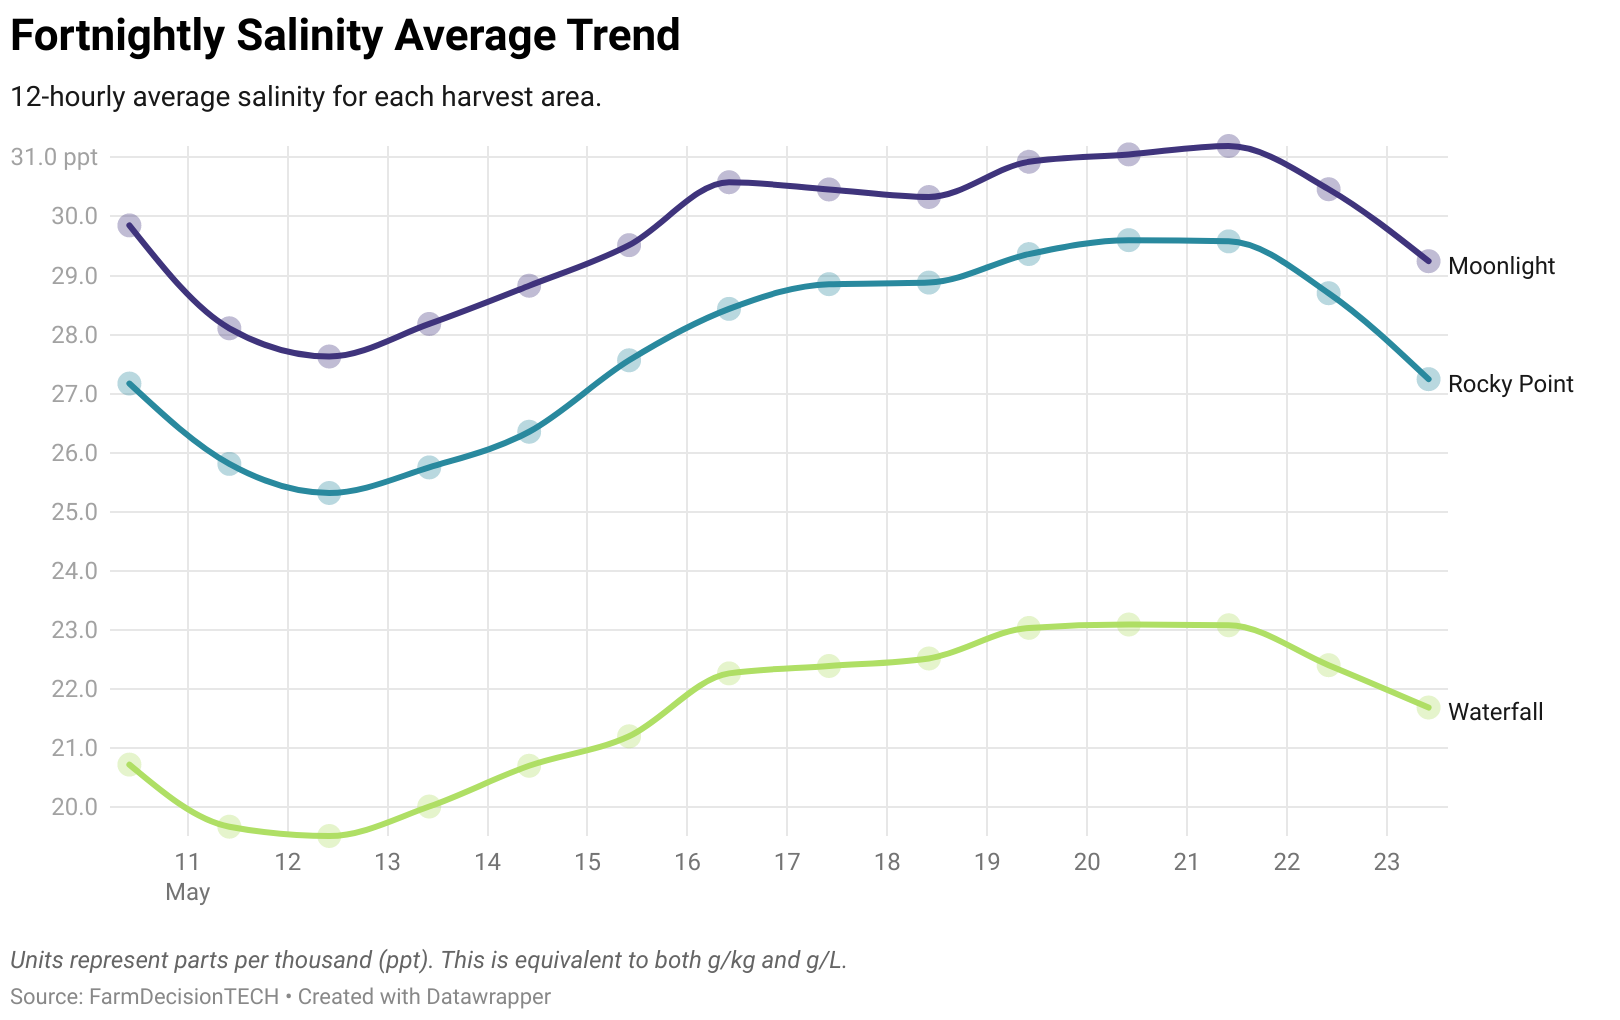 Fortnightly Salinity Average Trend
12-hourly average salinity for each harvest area.
31.0 ppt
30.0
29.0
28.0
27.0
26.0
25.0
24.0
23.0
22.0
21.0
20.0
Moonlight
Rocky Point
Waterfall
11 12 13 14 15 16 17 18 19 20 21 22 23
May
Units represent parts per thousand (ppt). This is equivalent to both g/kg and g/L.
Source: FarmDecisionTECH • Created with Datawrapper